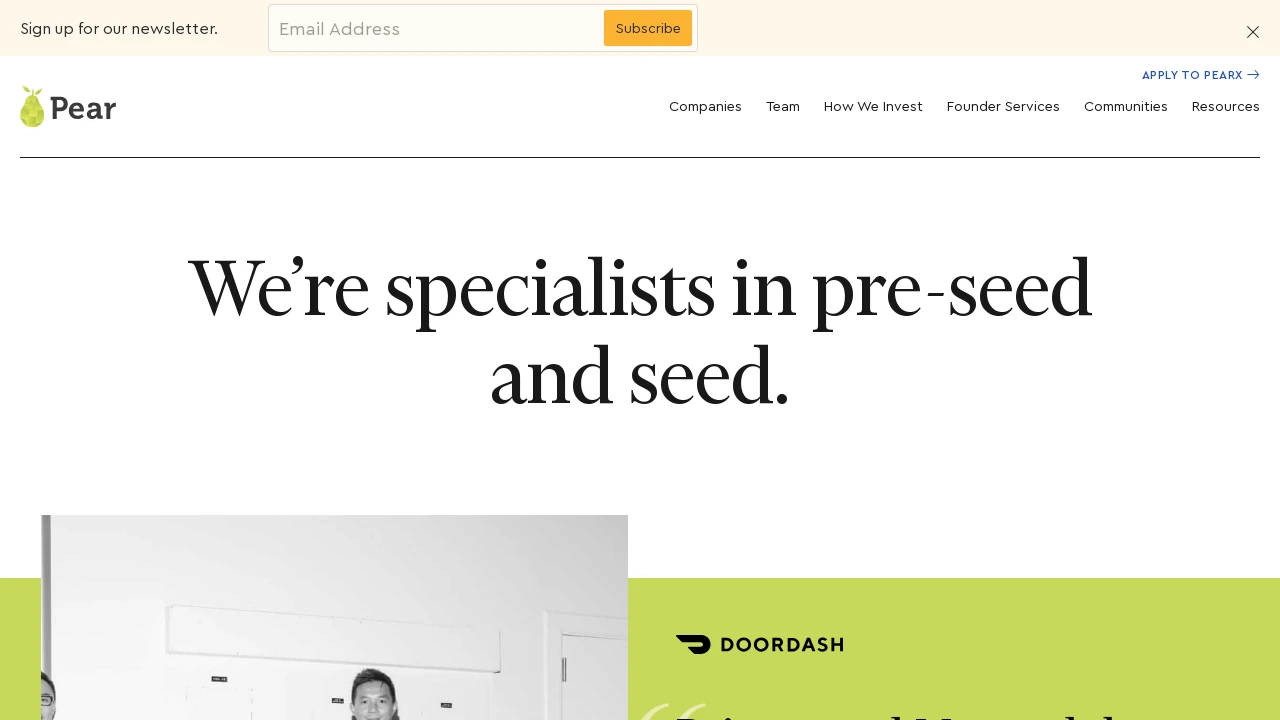 Sign up for our newsletter.
Email Address
Subscribe
APPLY TO PEARX →
Pear
Companies
Team
How We Invest
Founder Services
Communities
Resources
We’re specialists in pre-seed
and seed.
DOORDASH